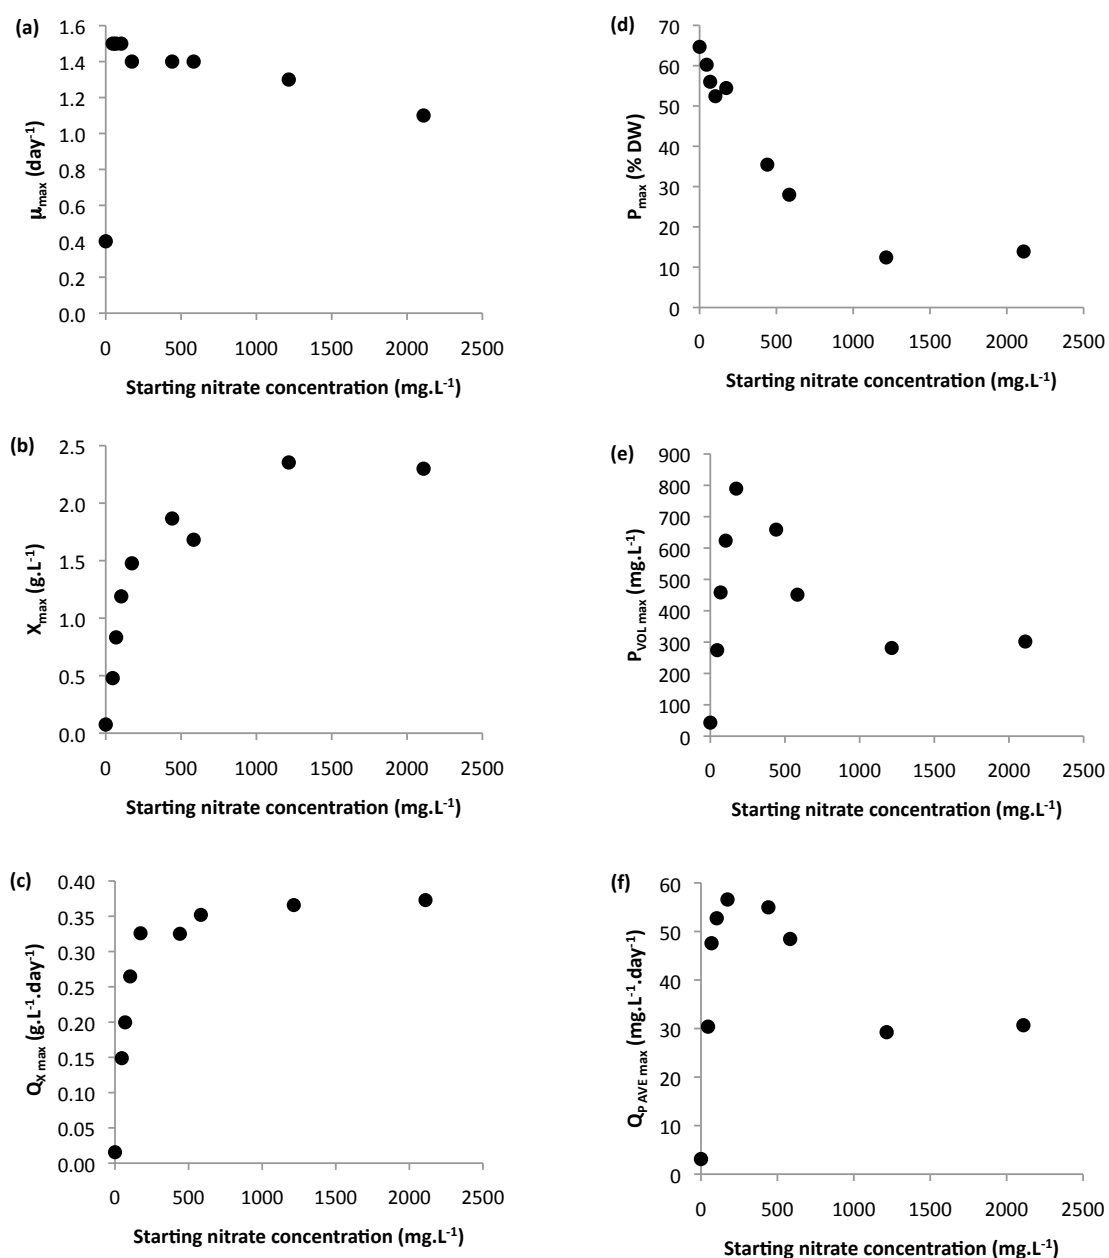 (a)
1.6
1.4
1.2
1.0
0.8
0.6
0.4
0.2
0.0
μmax (day-1)
0 500 1000 1500 2000 2500
Starting nitrate concentration (mg.L-1)
(b)
2.5
2.0
1.5
1.0
0.5
0.0
Xmax (g.L-1)
0 500 1000 1500 2000 2500
Starting nitrate concentration (mg.L-1)
(c)
0.40
0.35
0.30
0.25
0.20
0.15
0.10
0.05
0.00
QX max (g.L-1.day-1)
0 500 1000 1500 2000 2500
Starting nitrate concentration (mg.L-1)
(d)
70
60
50
40
30
20
10
0
Pmax (% DW)
0 500 1000 1500 2000 2500
Starting nitrate concentration (mg.L-1)
(e)
900
800
700
600
500
400
300
200
100
0
PVOL max (mg.L-1)
0 500 1000 1500 2000 2500
Starting nitrate concentration (mg.L-1)
(f)
60
50
40
30
20
10
0
QP AVE max (mg.L-1.day-1)
0 500 1000 1500 2000 2500
Starting nitrate concentration (mg.L-1)